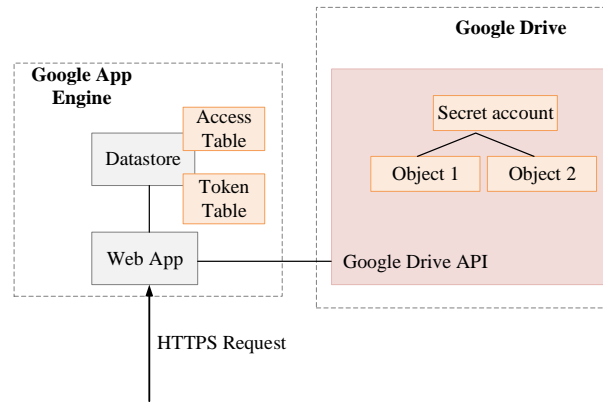 Google Drive
Google App
Engine
Access
Table
Datastore
Token
Table
Web App
HTTPS Request
Secret account
Object 1
Object 2
Google Drive API